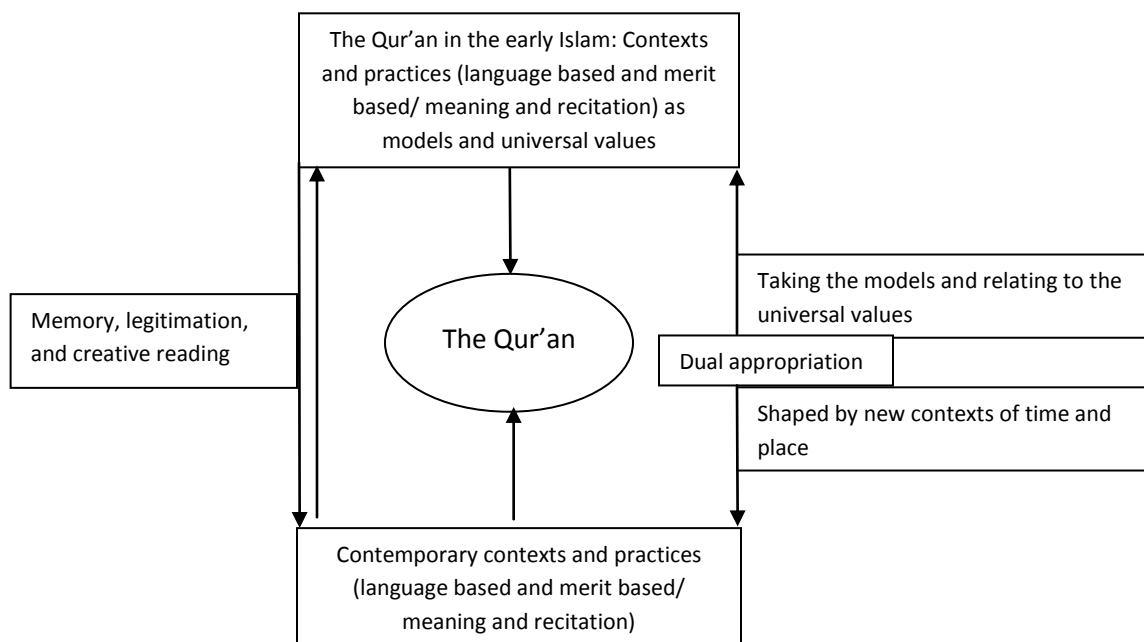 The Qur’an in the early Islam: Contexts
and practices (language based and merit
based/ meaning and recitation) as
models and universal values
Memory, legitimation,
and creative reading
The Qur’an
Taking the models and relating to the
universal values
Dual appropriation
Shaped by new contexts of time and
place
Contemporary contexts and practices
(language based and merit based/
meaning and recitation)